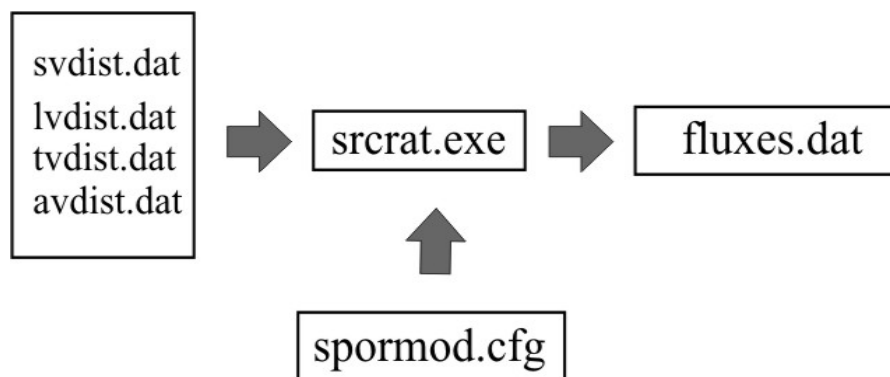 svdist.dat
lvdist.dat
tvdist.dat
avdist.dat
srcrat.exe
fluxes.dat
spormod.cfg